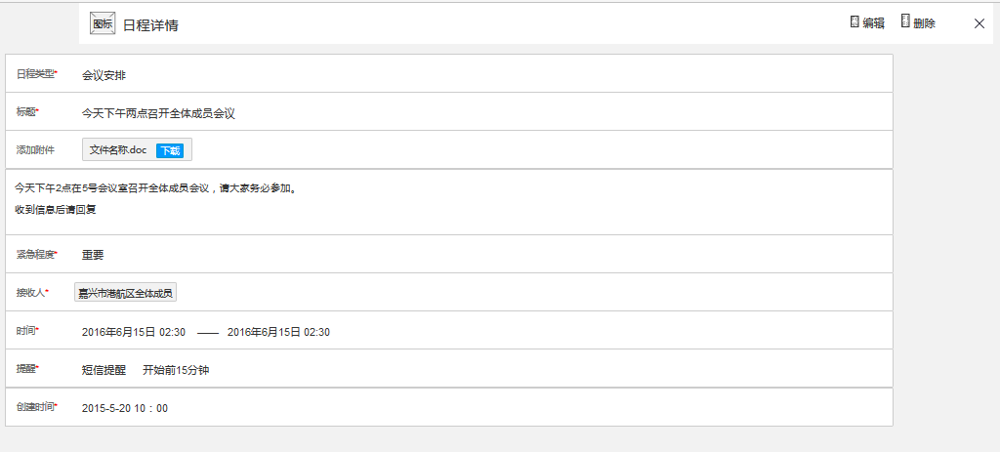 图标 日程详情 编辑 删除
日程类型* 会议安排
标题* 今天下午两点召开全体成员会议
添加附件 文件名称.doc 下载
今天下午2点在5号会议室召开全体成员会议，请大家务必参加。
收到信息后请回复
紧急程度* 重要
接收人* 嘉兴市港航区全体成员
时间* 2016年6月15日 02:30 —— 2016年6月15日 02:30
提醒* 短信提醒 开始前15分钟
创建时间* 2015-5-20 10：00